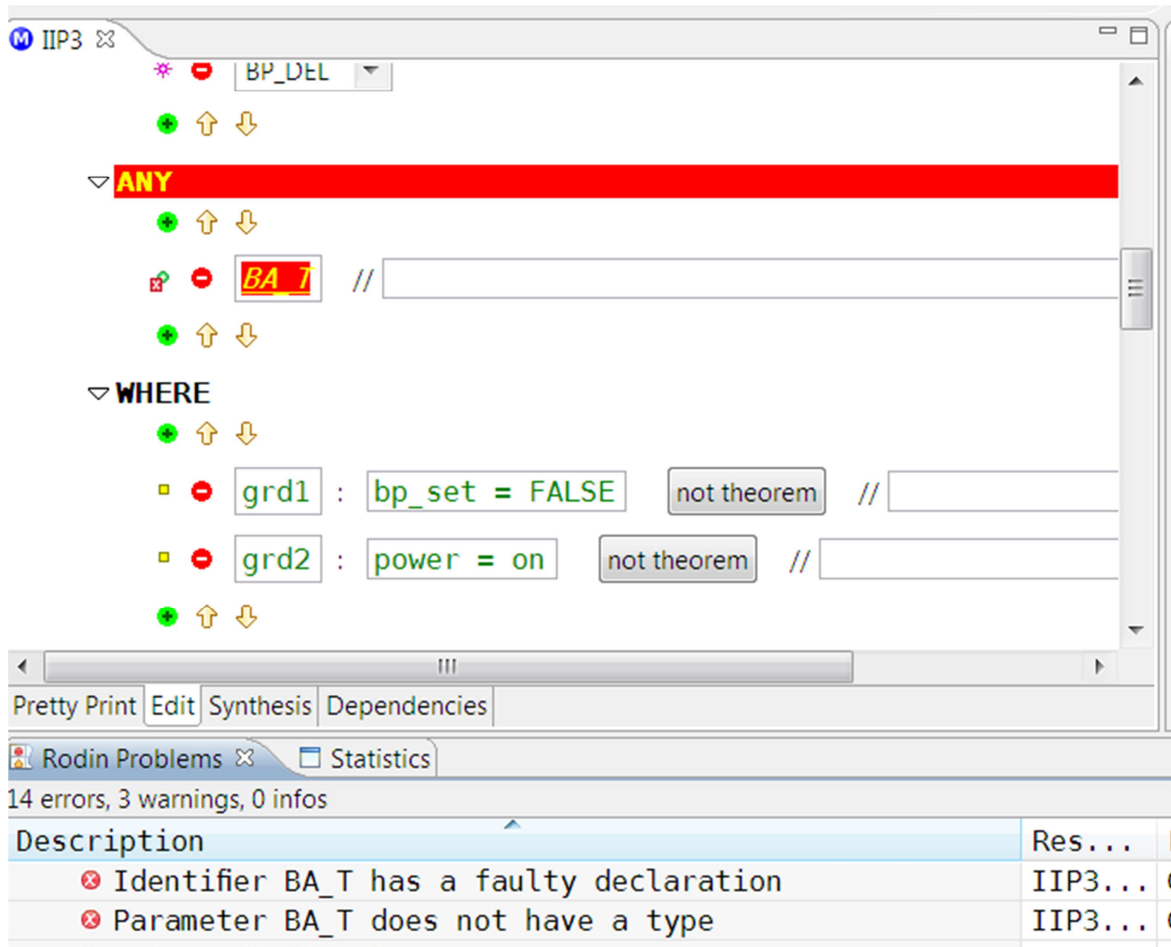 IIP3
BP_DEL
ANY
BA_T //
WHERE
grd1 : bp_set = FALSE not theorem //
grd2 : power = on not theorem //
Pretty Print Edit Synthesis Dependencies
Rodin Problems Statistics
14 errors, 3 warnings, 0 infos
Description Res...
Identifier BA_T has a faulty declaration IIP3...
Parameter BA_T does not have a type IIP3...